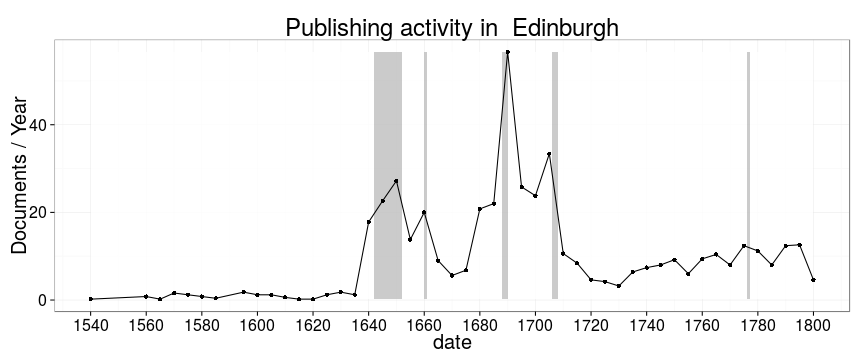 Publishing activity in  Edinburgh
Documents / Year
40
20
0
1540 1560 1580 1600 1620 1640 1660 1680 1700 1720 1740 1760 1780 1800
date